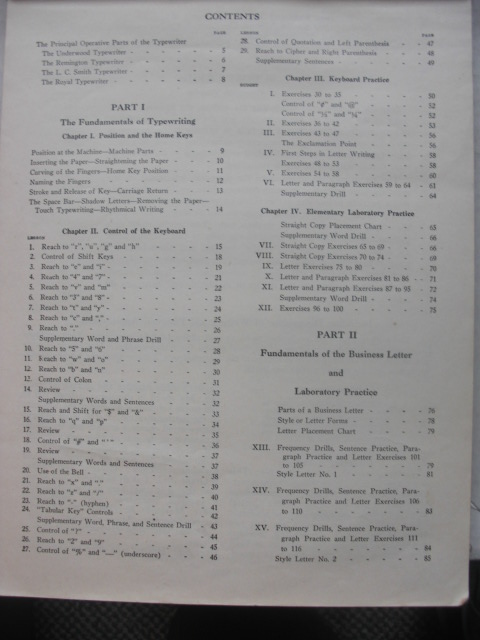 CONTENTS
PAGE
The Principal Operative Parts of the Typewriter
The Underwood Typewriter - - - - - 5
The Remington Typewriter - - - - - 6
The L. C. Smith Typewriter - - - - - 7
The Royal Typewriter - - - - - 8
PART I
The Fundamentals of Typewriting
Chapter I. Position and the Home Keys
Position at the Machine—Machine Parts - - - - 9
Inserting the Paper—Straightening the Paper - - - 10
Curving of the Fingers—Home Key Position - - - 11
Naming the Fingers - - - - - 12
Stroke and Release of Key—Carriage Return - - - 13
The Space Bar—Shadow Letters—Removing the Paper—
Touch Typewriting—Rhythmical Writing - - - - 14
Chapter II. Control of the Keyboard
LESSON
1. Reach to "r", "u", "g" and "h" - - - - 15
2. Control of Shift Keys - - - - 18
3. Reach to "e" and "i" - - - - 19
4. Reach to "4" and "7" - - - - 21
5. Reach to "v" and "m" - - - - 22
6. Reach to "3" and "8" - - - - 23
7. Reach to "t" and "y" - - - - 24
8. Reach to "c" and "," - - - - 25
9. Reach to "." - - - - 26
Supplementary Word and Phrase Drill - - - - 27
10. Reach to "5" and "6" - - - - 28
11. Reach to "w" and "o" - - - - 29
12. Reach to "b" and "n" - - - - 30
13. Control of Colon - - - - 31
14. Review - - - - 32
Supplementary Words and Sentences - - - - 32
15. Reach and Shift for "$" and "&" - - - - 33
16. Reach to "q" and "p" - - - - 34
17. Review - - - - 35
18. Control of "#" and "'" - - - - 36
19. Review - - - - 37
Supplementary Words and Sentences - - - - 37
20. Use of the Bell - - - - 38
21. Reach to "x" and "." - - - - 39
22. Reach to "z" and "/" - - - - 40
23. Reach to "-" (hyphen) - - - - 41
24. "Tabular Key" Controls - - - - 42
Supplementary Word, Phrase, and Sentence Drill - 43
25. Control of "?" - - - - 44
26. Reach to "2" and "9" - - - - 45
27. Control of "%" and "—" (underscore) - - - 46
LESSON
PAGE
28. Control of Quotation and Left Parenthesis - - - 47
29. Reach to Cipher and Right Parenthesis - - - 48
Supplementary Sentences - - - - 49
Chapter III. Keyboard Practice
BUDGET
I. Exercises 30 to 35 - - - - 50
Control of "¢" and "@" - - - - 52
Control of "½" and "¼" - - - - 52
II. Exercises 36 to 42 - - - - 53
III. Exercises 43 to 47 - - - - 56
The Exclamation Point - - - - 56
IV. First Steps in Letter Writing - - - - 58
Exercises 48 to 53 - - - - 58
V. Exercises 54 to 58 - - - - 60
VI. Letter and Paragraph Exercises 59 to 64 - - 61
Supplementary Drill - - - - 64
Chapter IV. Elementary Laboratory Practice
Straight Copy Placement Chart - - - - 65
Supplementary Word Drill - - - - 66
VII. Straight Copy Exercises 65 to 69 - - - - 66
VIII. Straight Copy Exercises 70 to 74 - - - - 69
IX. Letter Exercises 75 to 80 - - - - 70
X. Letter and Paragraph Exercises 81 to 86 - - 71
XI. Letter and Paragraph Exercises 87 to 95 - - 72
Supplementary Word Drill - - - - 74
XII. Exercises 96 to 100 - - - - 75
PART II
Fundamentals of the Business Letter
and
Laboratory Practice
Parts of a Business Letter - - - - 76
Style or Letter Forms - - - - 78
Letter Placement Chart - - - - 79
XIII. Frequency Drills, Sentence Practice, Para-
graph Practice and Letter Exercises 101
to 105 - - - - 79
Style Letter No. 1 - - - - 81
XIV. Frequency Drills, Sentence Practice, Para-
graph Practice and Letter Exercises 106
to 110 - - - - 83
XV. Frequency Drills, Sentence Practice, Para-
graph Practice and Letter Exercises 111
to 116 - - - - 84
Style Letter No. 2 - - - - 85